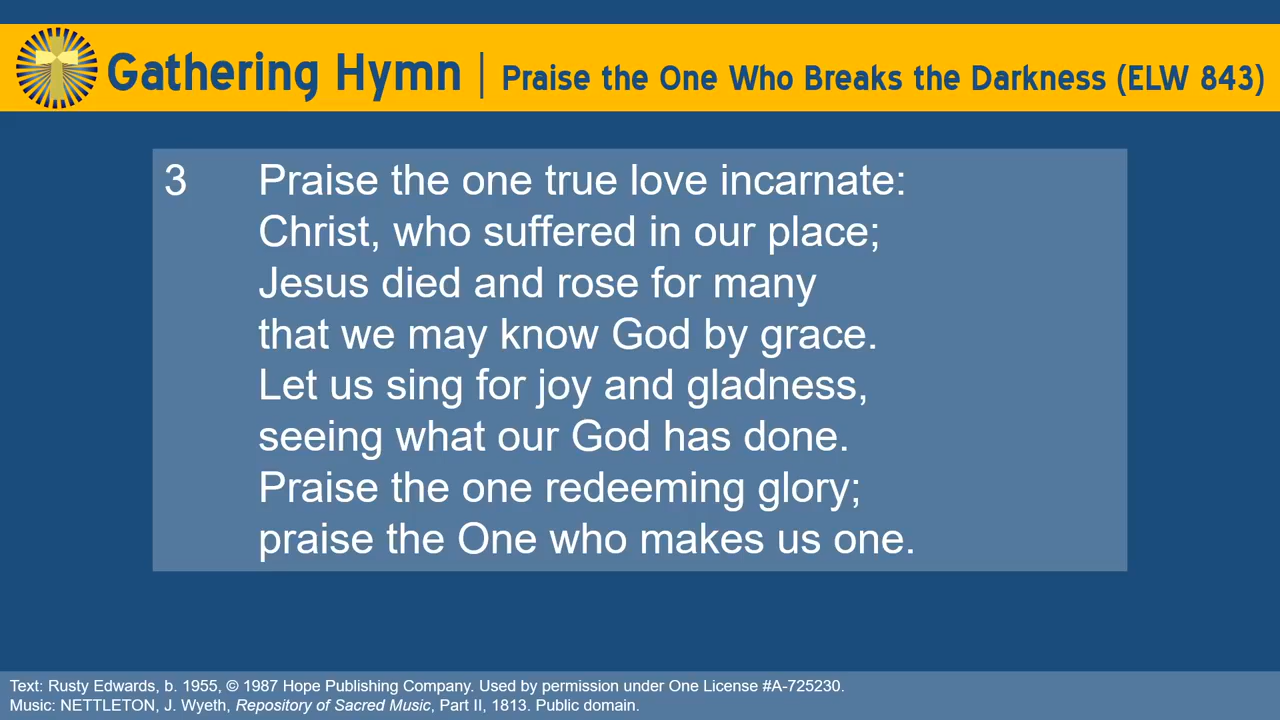 Gathering Hymn | Praise the One Who Breaks the Darkness (ELW 843)
3 Praise the one true love incarnate:
Christ, who suffered in our place;
Jesus died and rose for many
that we may know God by grace.
Let us sing for joy and gladness,
seeing what our God has done.
Praise the one redeeming glory;
praise the One who makes us one.
Text: Rusty Edwards, b. 1955, © 1987 Hope Publishing Company. Used by permission under One License #A-725230.
Music: NETTLETON, J. Wyeth, Repository of Sacred Music, Part II, 1813. Public domain.